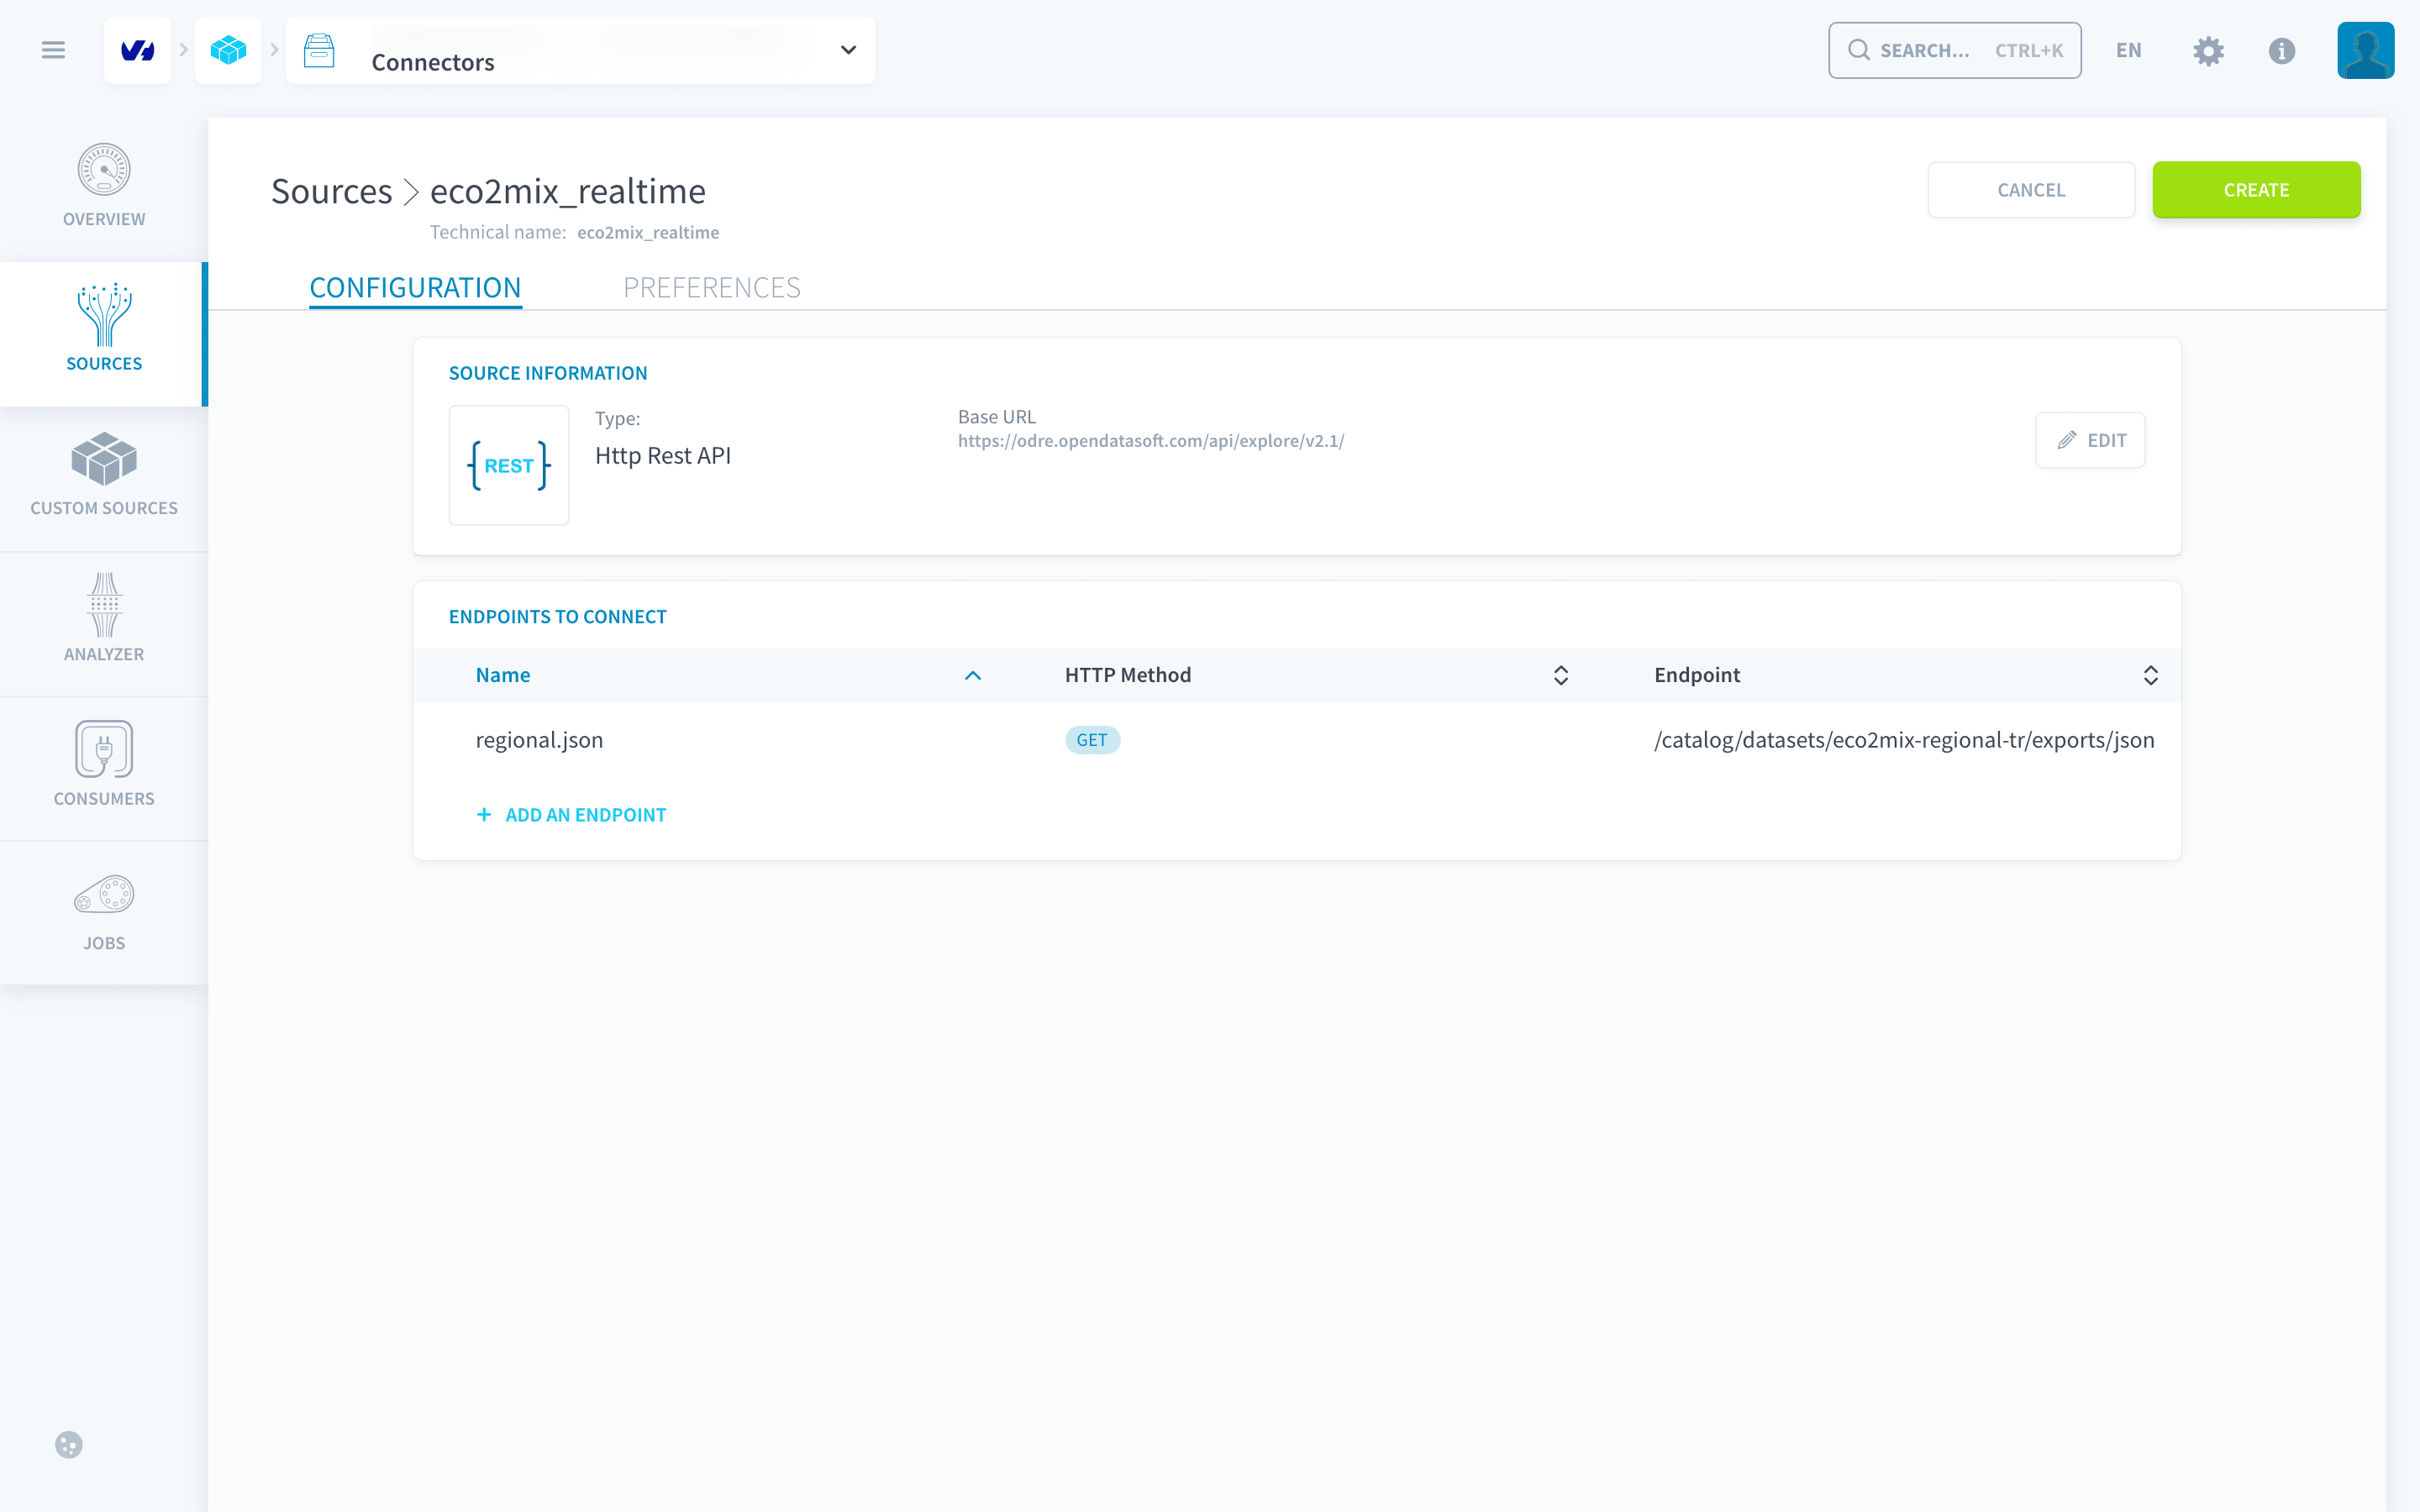 Connectors
SEARCH... CTRL+K
EN
OVERVIEW
SOURCES
CUSTOM SOURCES
ANALYZER
CONSUMERS
JOBS
Sources > eco2mix_realtime
Technical name: eco2mix_realtime
CANCEL
CREATE
CONFIGURATION
PREFERENCES
SOURCE INFORMATION
{REST}
Type:
Http Rest API
Base URL
https://odre.opendatasoft.com/api/explore/v2.1/
EDIT
ENDPOINTS TO CONNECT
Name HTTP Method Endpoint
regional.json GET /catalog/datasets/eco2mix-regional-tr/exports/json
+ ADD AN ENDPOINT